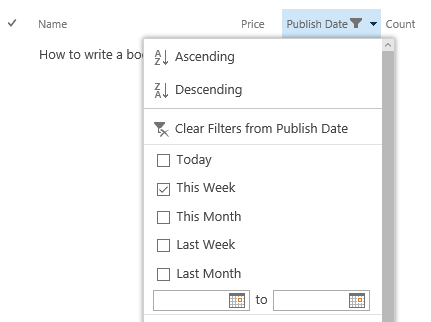 Name Price Publish Date Count
How to write a bo
A
Z Ascending
Z
A Descending
Clear Filters from Publish Date
Today
This Week
This Month
Last Week
Last Month
to